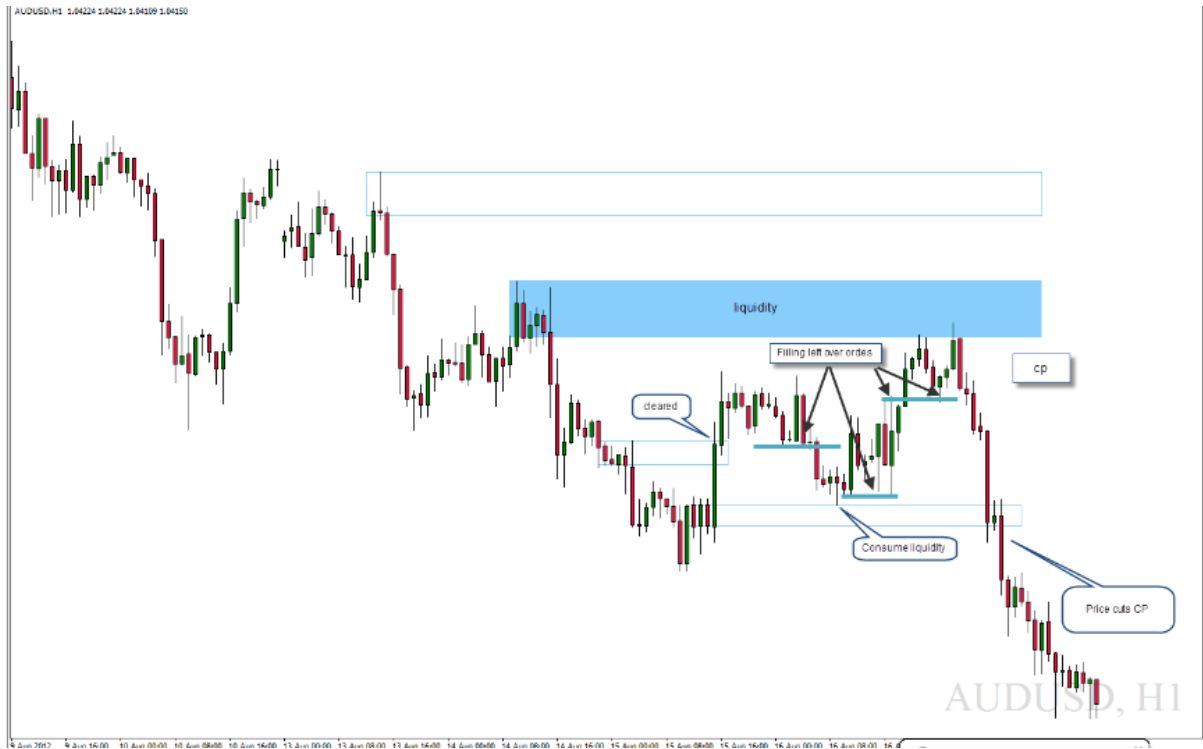 AUDUSD,H1 1.04224 1.04224 1.04109 1.04150
liquidity
Filling left over ordes
cp
cleared
Consume liquidity
Price cuts CP
AUDUSD, H1
9 Aug 2012 9 Aug 16:00 10 Aug 00:00 10 Aug 08:00 10 Aug 16:00 13 Aug 00:00 13 Aug 08:00 13 Aug 16:00 14 Aug 00:00 14 Aug 08:00 14 Aug 16:00 15 Aug 00:00 15 Aug 08:00 15 Aug 16:00 16 Aug 00:00 16 Aug 08:00